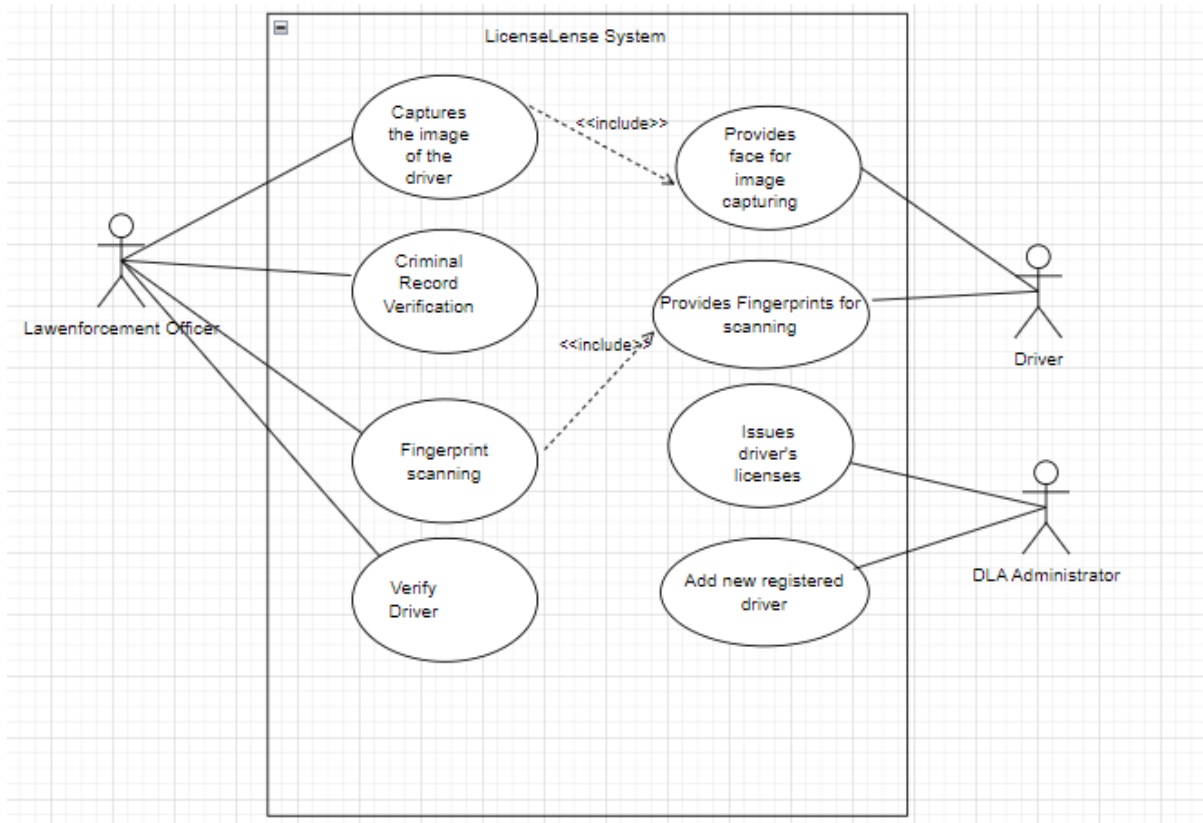 LicenseLense System
Captures
the image
of the
driver
<<include>>
Provides
face for
image
capturing
Criminal
Record
Verification
Lawenforcement Officer
Provides Fingerprints for
scanning
<<include>>
Driver
Fingerprint
scanning
Issues
driver's
licenses
DLA Administrator
Verify
Driver
Add new registered
driver